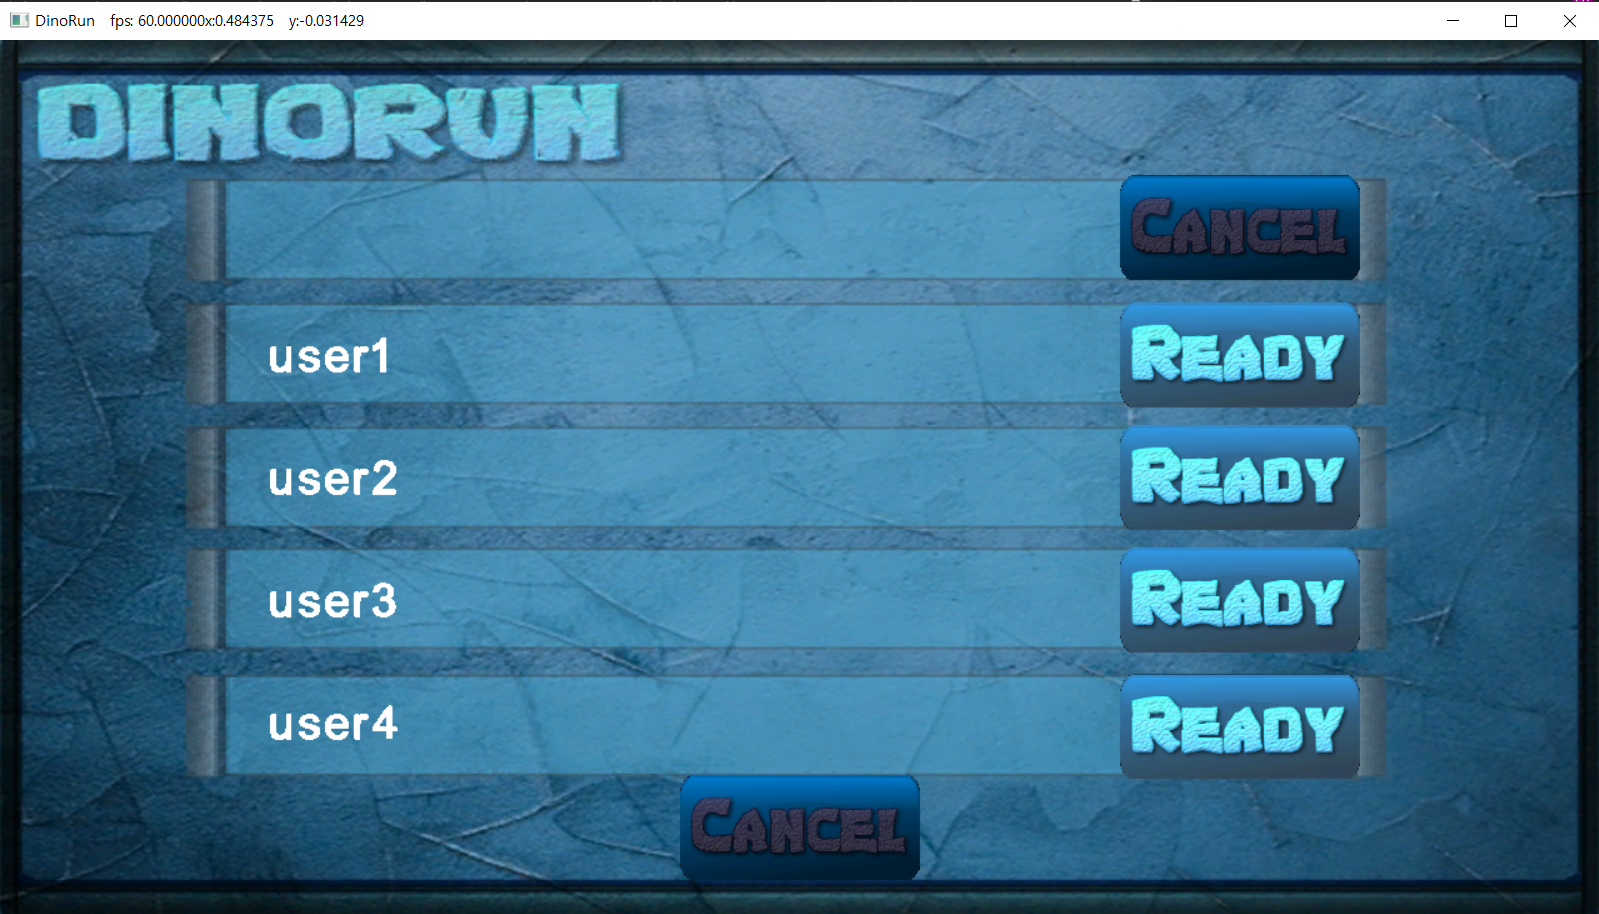 DinoRun fps: 60.000000x:0.484375 y:-0.031429
DINORUN
CANCEL
user1 READY
user2 READY
user3 READY
user4 READY
CANCEL